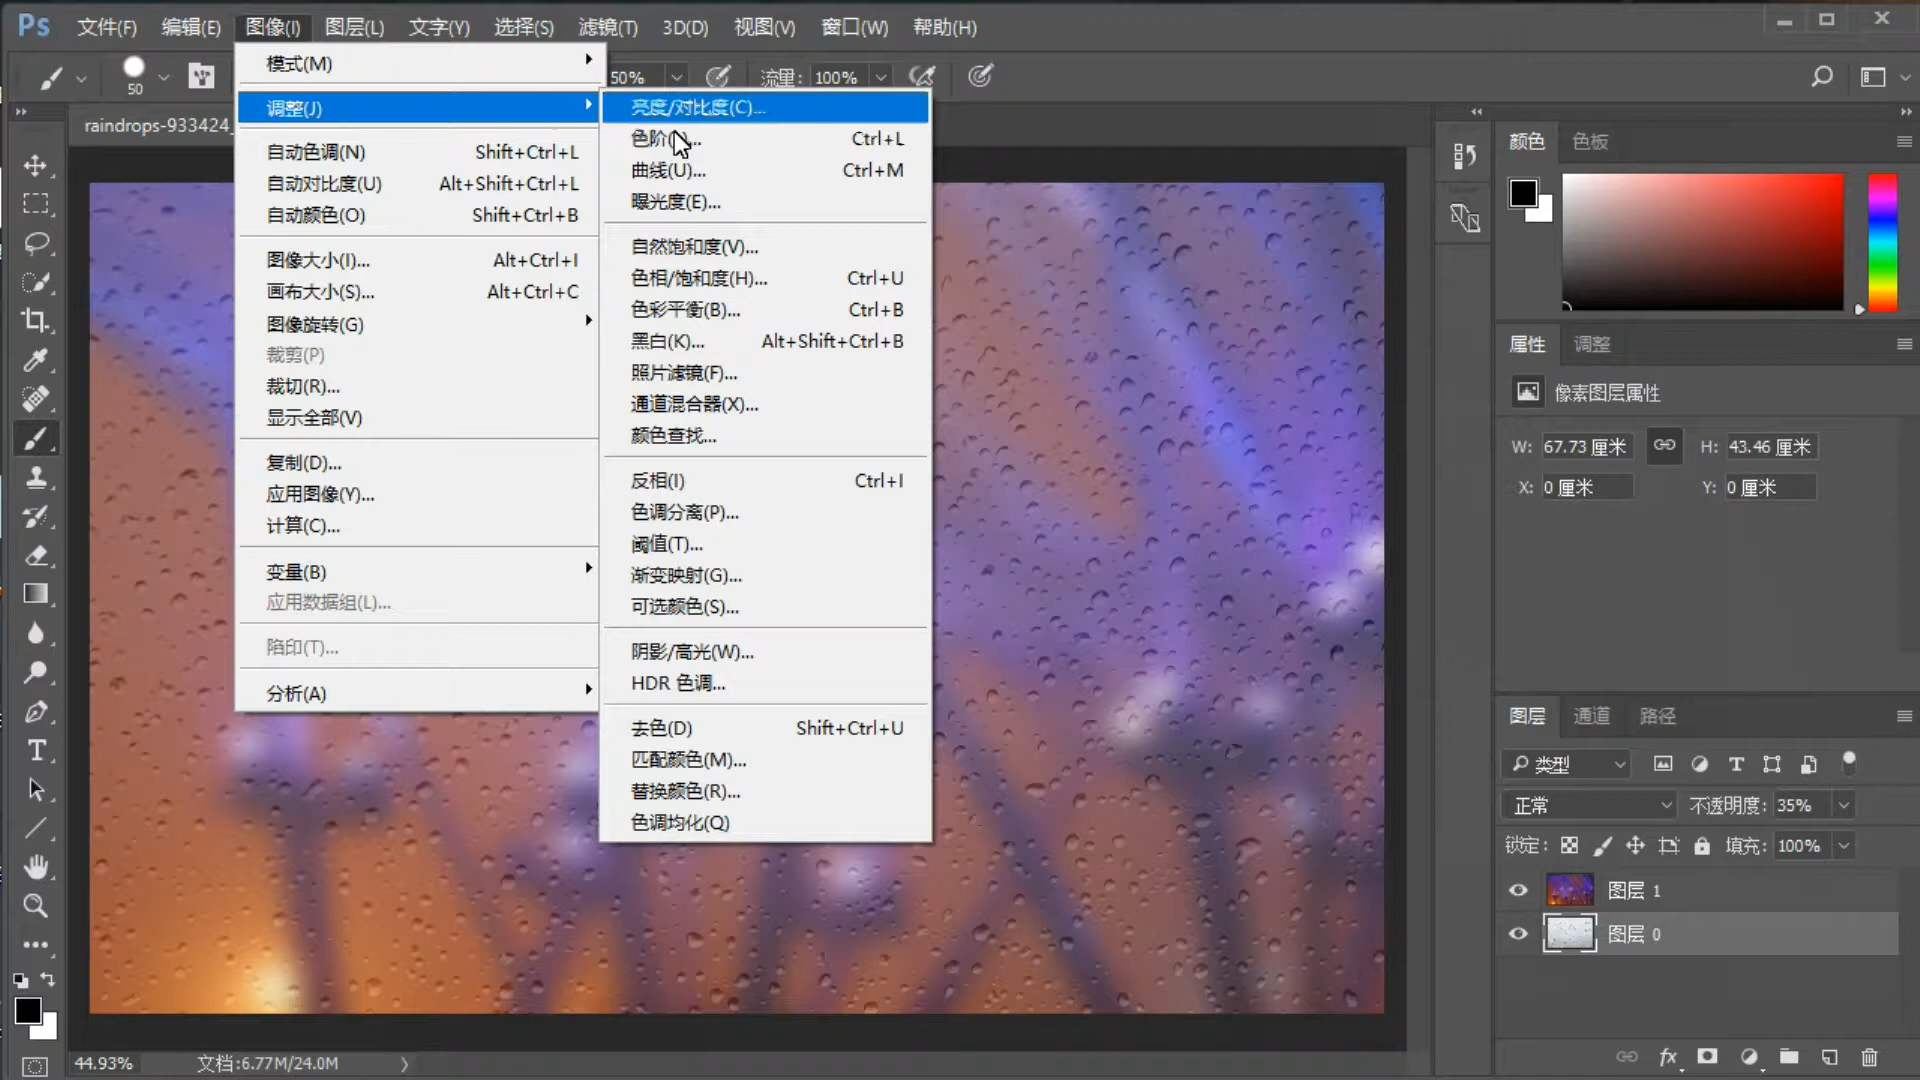 Ps 文件(F) 编辑(E) 图像(I) 图层(L) 文字(Y) 选择(S) 滤镜(T) 3D(D) 视图(V) 窗口(W) 帮助(H)
50
50%
流量: 100%
raindrops-933424_
模式(M)
调整(J)
自动色调(N) Shift+Ctrl+L
自动对比度(U) Alt+Shift+Ctrl+L
自动颜色(O) Shift+Ctrl+B
图像大小(I)... Alt+Ctrl+I
画布大小(S)... Alt+Ctrl+C
图像旋转(G)
裁剪(P)
裁切(R)...
显示全部(V)
复制(D)...
应用图像(Y)...
计算(C)...
变量(B)
应用数据组(L)...
陷印(T)...
分析(A)
亮度/对比度(C)...
色阶(L)... Ctrl+L
曲线(U)... Ctrl+M
曝光度(E)...
自然饱和度(V)...
色相/饱和度(H)... Ctrl+U
色彩平衡(B)... Ctrl+B
黑白(K)... Alt+Shift+Ctrl+B
照片滤镜(F)...
通道混合器(X)...
颜色查找...
反相(I) Ctrl+I
色调分离(P)...
阈值(T)...
渐变映射(G)...
可选颜色(S)...
阴影/高光(W)...
HDR 色调...
去色(D) Shift+Ctrl+U
匹配颜色(M)...
替换颜色(R)...
色调均化(Q)
颜色 色板
属性 调整
像素图层属性
W: 67.73 厘米 H: 43.46 厘米
X: 0 厘米 Y: 0 厘米
图层 通道 路径
类型
正常 不透明度: 35%
锁定: 填充: 100%
图层 1
图层 0
fx
44.93% 文档:6.77M/24.0M